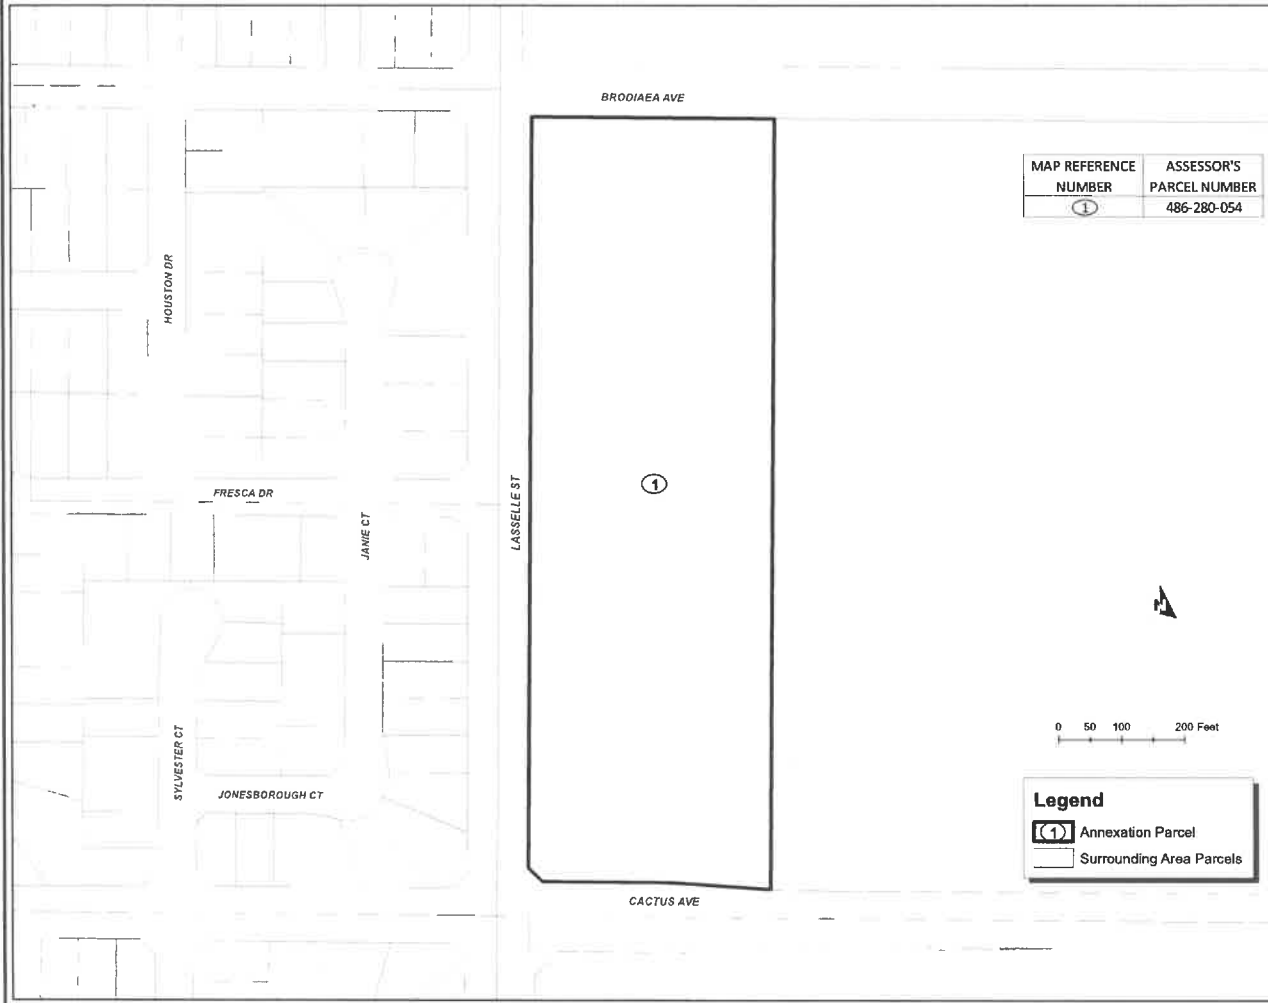 BRODIAEA AVE
MAP REFERENCE NUMBER
ASSESSOR'S PARCEL NUMBER
1
486-280-054
HOUSTON DR
1
FRESCA DR
LASSELLE ST
JANIE CT
N
0 50 100 200 Feet
SYLVESTER CT
JONESBOROUGH CT
Legend
1 Annexation Parcel
Surrounding Area Parcels
CACTUS AVE